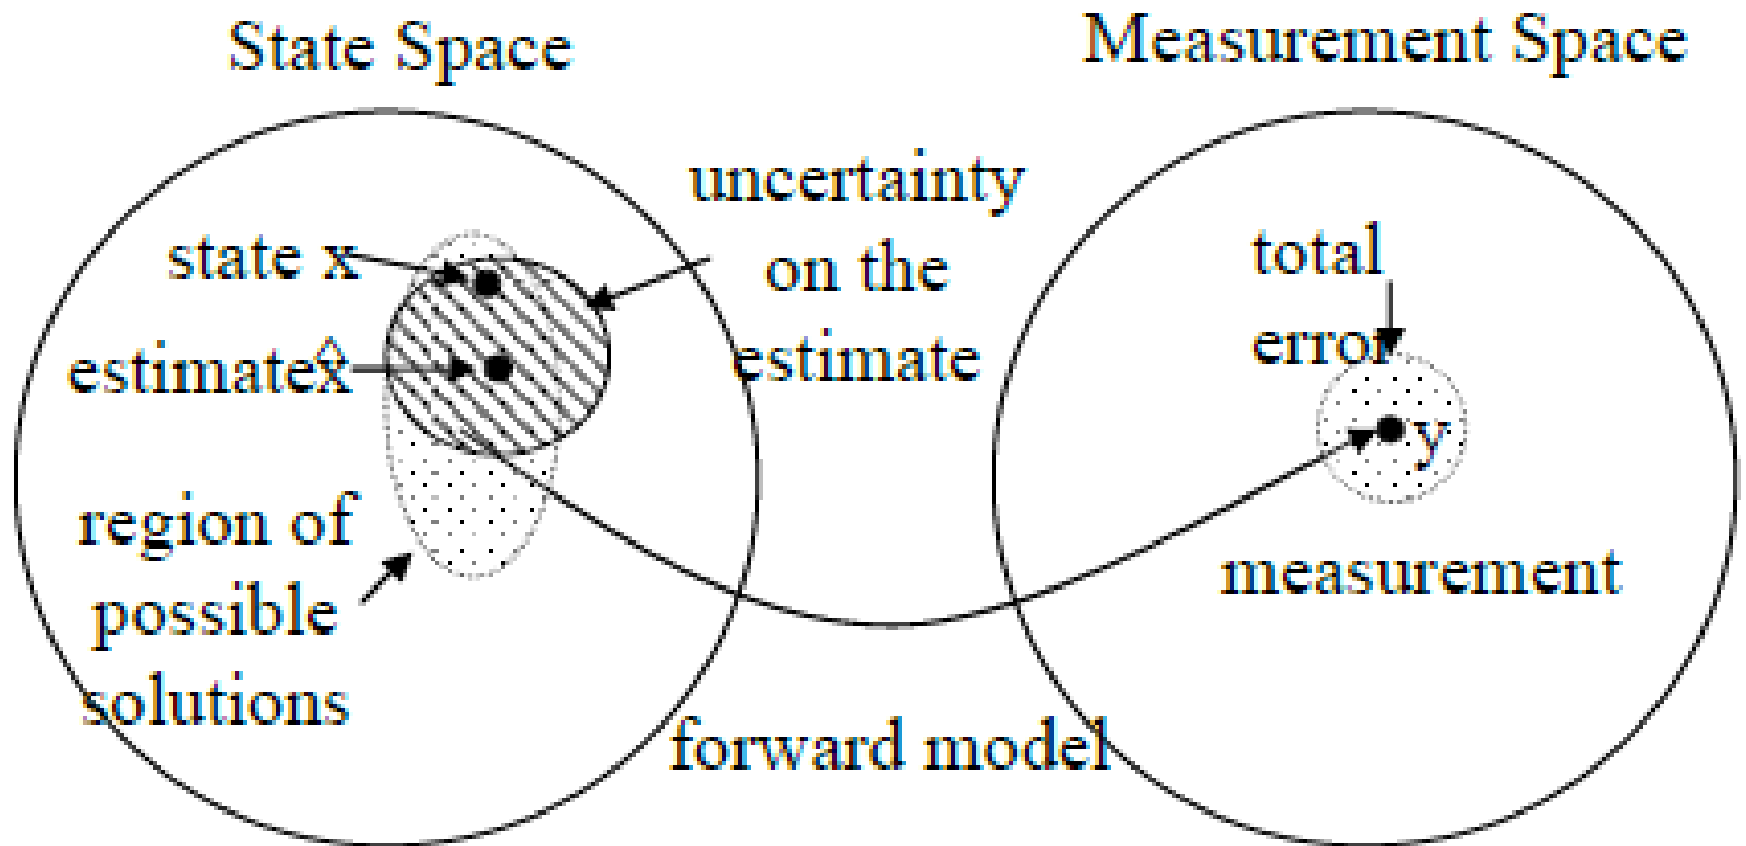 State Space
Measurement Space
uncertainty
on the
estimate
state x
estimate x̂
region of
possible
solutions
forward model
total
error
y
measurement